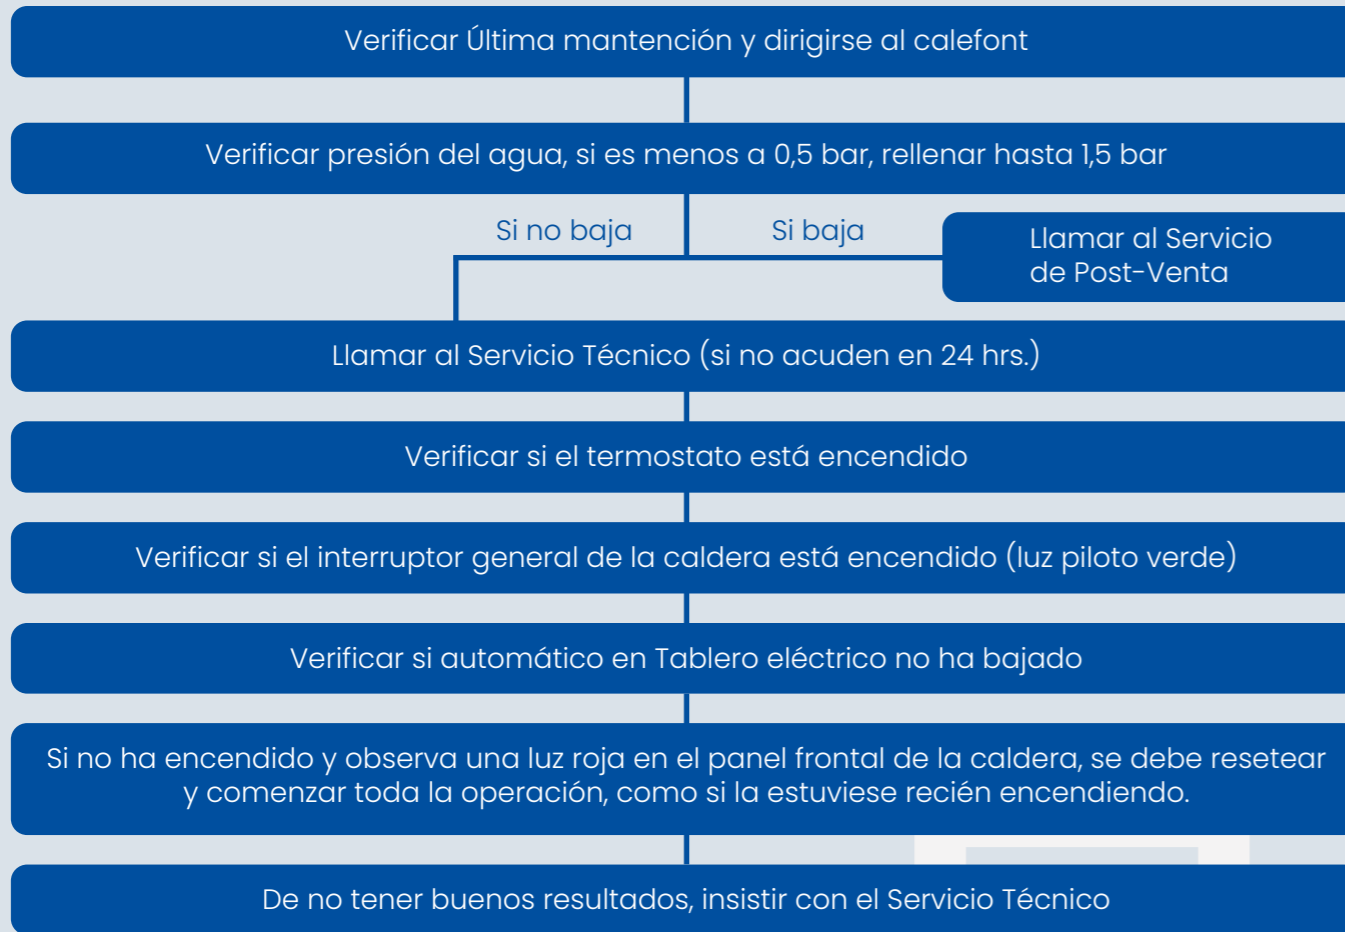 Verificar Última mantención y dirigirse al calefont
Verificar presión del agua, si es menos a 0,5 bar, rellenar hasta 1,5 bar
Si no baja
Si baja
Llamar al Servicio
de Post-Venta
Llamar al Servicio Técnico (si no acuden en 24 hrs.)
Verificar si el termostato está encendido
Verificar si el interruptor general de la caldera está encendido (luz piloto verde)
Verificar si automático en Tablero eléctrico no ha bajado
Si no ha encendido y observa una luz roja en el panel frontal de la caldera, se debe resetear
y comenzar toda la operación, como si la estuviese recién encendiendo.
De no tener buenos resultados, insistir con el Servicio Técnico